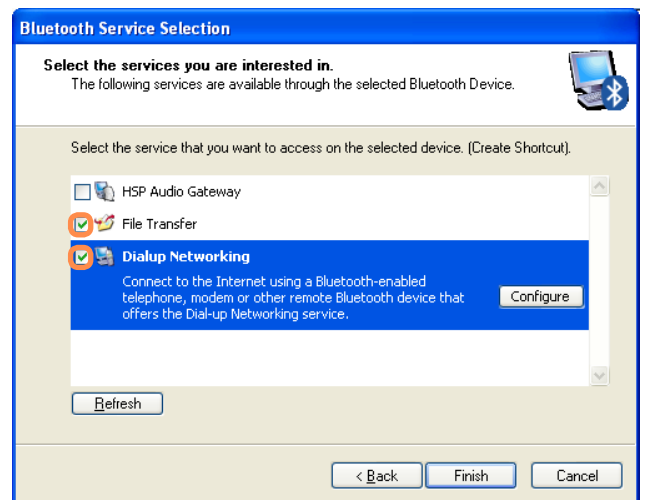 Bluetooth Service Selection
Select the services you are interested in.
The following services are available through the selected Bluetooth Device.
Select the service that you want to access on the selected device. (Create Shortcut).
HSP Audio Gateway
File Transfer
Dialup Networking
Connect to the Internet using a Bluetooth-enabled
telephone, modem or other remote Bluetooth device that
offers the Dial-up Networking service.
Configure
Refresh
< Back
Finish
Cancel